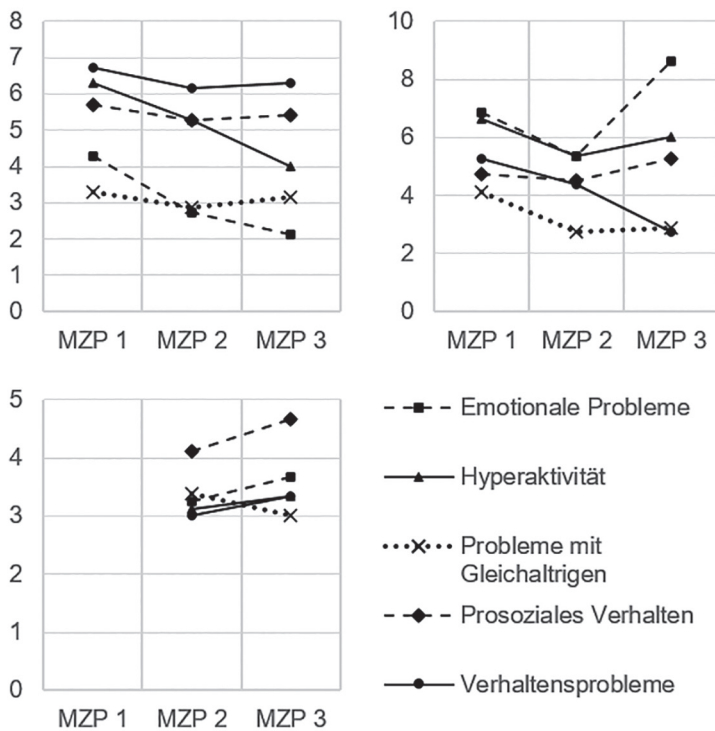 8
7
6
5
4
3
2
1
0
MZP 1 MZP 2 MZP 3
10
8
6
4
2
0
MZP 1 MZP 2 MZP 3
5
4
3
2
1
0
MZP 1 MZP 2 MZP 3
Emotionale Probleme
Hyperaktivität
Probleme mit
Gleichaltrigen
Prosoziales Verhalten
Verhaltensprobleme